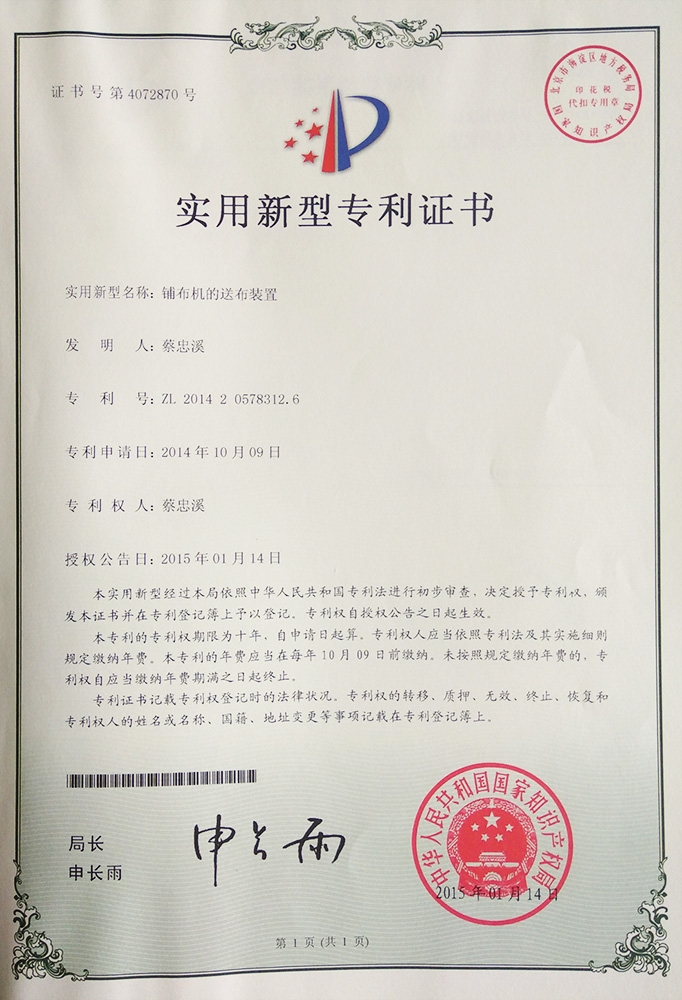 证书号第4072870号
北京市海淀区地方税务局
印花税
代扣专用章
国家知识产权局
实用新型专利证书
实用新型名称：铺布机的送布装置
发明人：蔡忠溪
专利号：ZL 2014 2 0578312.6
专利申请日：2014年10月09日
专利权人：蔡忠溪
授权公告日：2015年01月14日
本实用新型经过本局依照中华人民共和国专利法进行初步审查，决定授予专利权，颁
发本证书并在专利登记簿上予以登记。专利权自授权公告之日起生效。
本专利的专利权期限为十年，自申请日起算。专利权人应当依照专利法及其实施细则
规定缴纳年费。本专利的年费应当在每年10月09日前缴纳。未按照规定缴纳年费的，专
利权自应当缴纳年费期满之日起终止。
专利证书记载专利权登记时的法律状况。专利权的转移、质押、无效、终止、恢复和
专利权人的姓名或名称、国籍、地址变更等事项记载在专利登记簿上。
局长
申长雨
申长雨
中华人民共和国国家知识产权局
2015年01月14日
第1页(共1页)